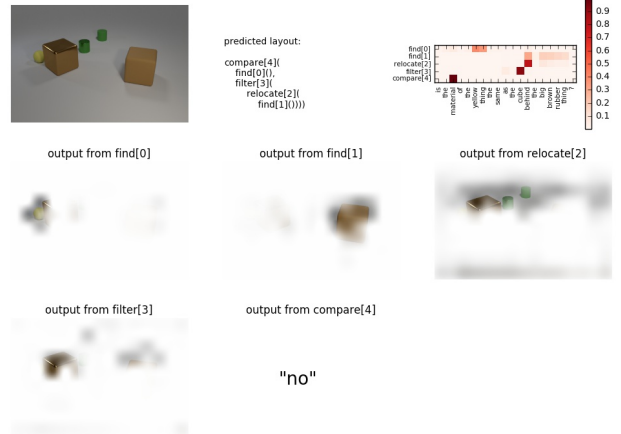 predicted layout:
compare[4](
find[0](),
filter[3](
relocate[2](
find[1]())))
find[0]
find[1]
relocate[2]
filter[3]
compare[4]
is
the
material
of
the
yellow
thing
the
same
as
the
cube
behind
the
big
brown
rubber
thing
?
0.9
0.8
0.7
0.6
0.5
0.4
0.3
0.2
0.1
output from find[0]
output from find[1]
output from relocate[2]
output from filter[3]
output from compare[4]
"no"